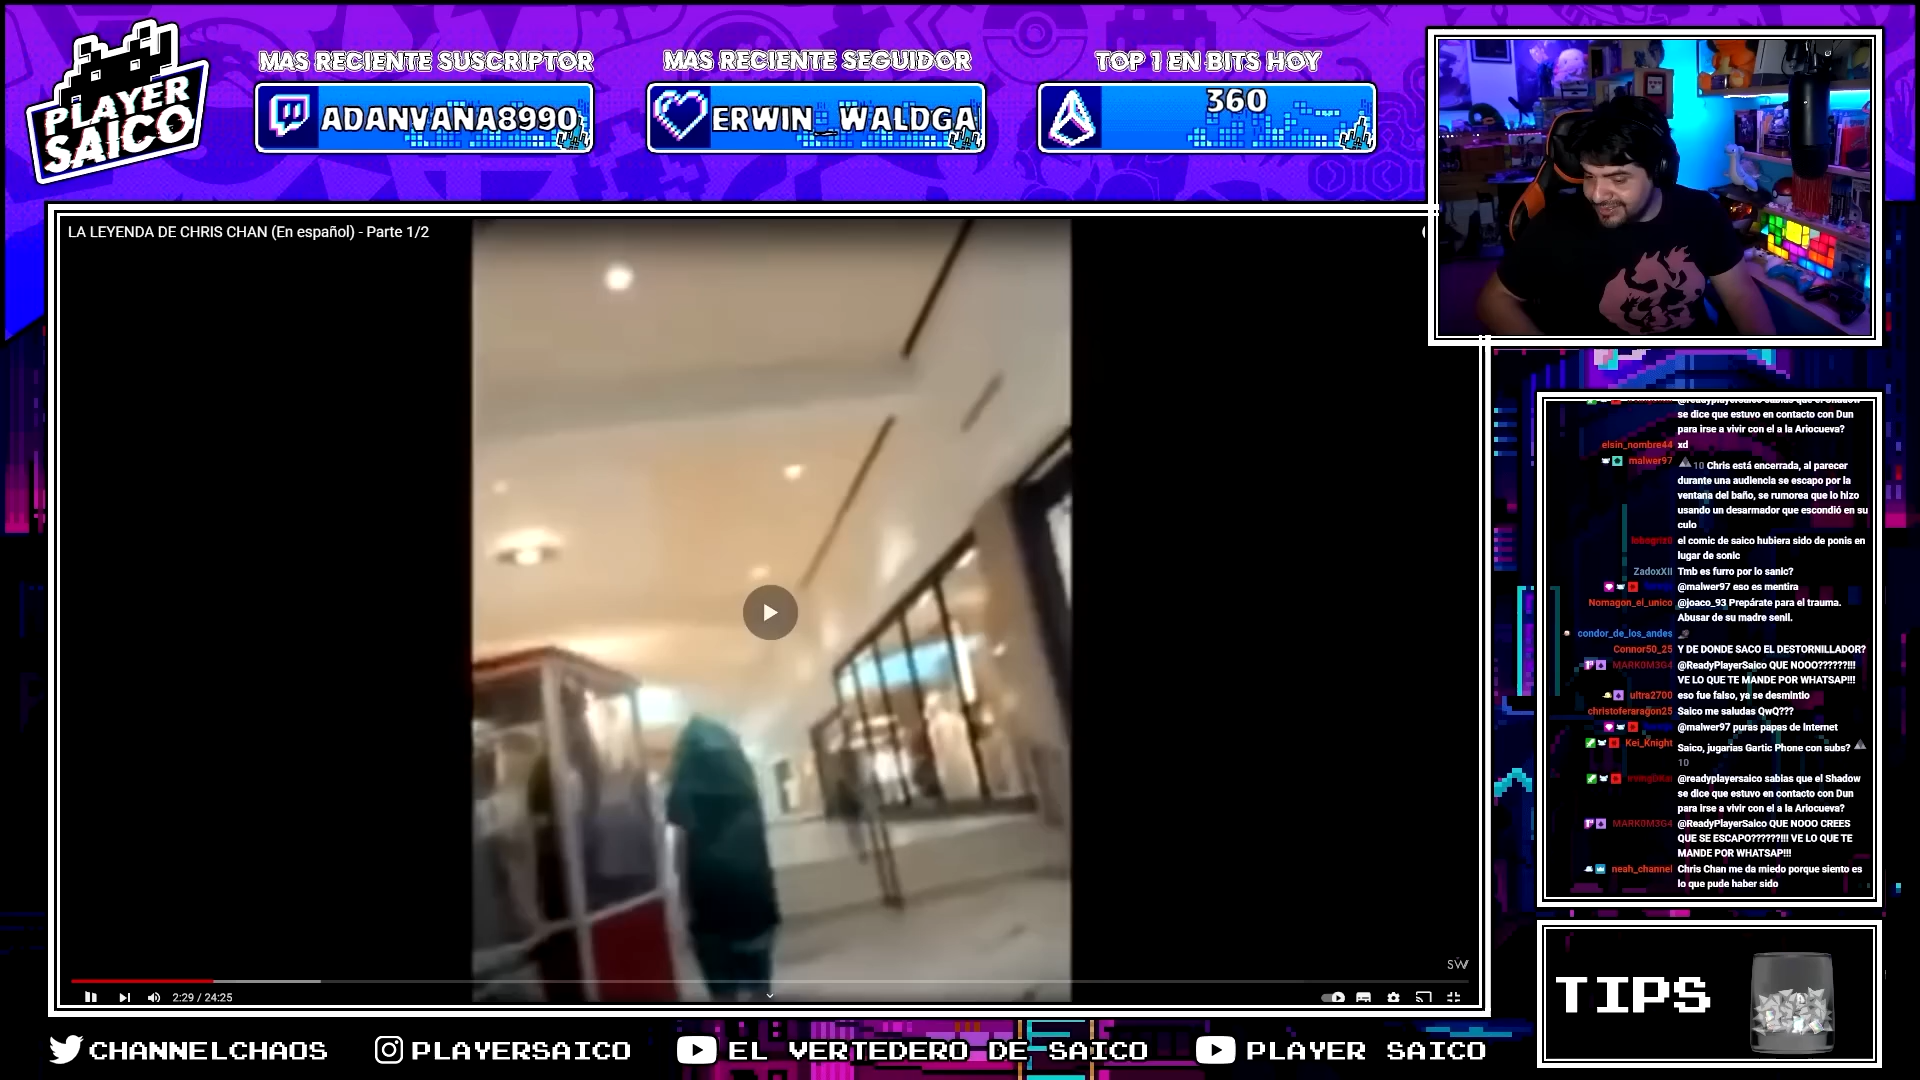 PLAYER
SAICO
MAS RECIENTE SUSCRIPTOR
ADANVANA8990
MAS RECIENTE SEGUIDOR
ERWIN_WALDGA
TOP 1 EN BITS HOY
360
LA LEYENDA DE CHRIS CHAN (En español) - Parte 1/2
SW
2:29 / 24:25
se dice que estuvo en contacto con Dun
para irse a vivir con el a la Ariocueva?
elsin_nombre44 xd
malwer97 10 Chris está encerrada, al parecer
durante una audiencia se escapo por la
ventana del baño, se rumorea que lo hizo
usando un desarmador que escondió en su
culo
el comic de saico hubiera sido de ponis en
lugar de sonic
ZadoxXII Tmb es furro por lo sanic?
@malwer97 eso es mentira
Nomagon_el_unico @joaco_93 Prepárate para el trauma.
Abusar de su madre senil.
condor_de_los_andes
Connor50_25 Y DE DONDE SACO EL DESTORNILLADOR?
MARK0M3G4 @ReadyPlayerSaico QUE NOOO??????!!!
VE LO QUE TE MANDE POR WHATSAP!!!
ultra2700 eso fue falso, ya se desmintio
christoferaragon25 Saico me saludas QwQ???
@malwer97 puras papas de Internet
Kei_Knight Saico, jugarias Gartic Phone con subs?
10
@readyplayersaico sabias que el Shadow
se dice que estuvo en contacto con Dun
para irse a vivir con el a la Ariocueva?
MARK0M3G4 @ReadyPlayerSaico QUE NOOO CREES
QUE SE ESCAPO??????!!! VE LO QUE TE
MANDE POR WHATSAP!!!
neah_channel Chris Chan me da miedo porque siento es
lo que pude haber sido
TIPS
CHANNELCHAOS
PLAYERSAICO
EL VERTEDERO DE SAICO
PLAYER SAICO